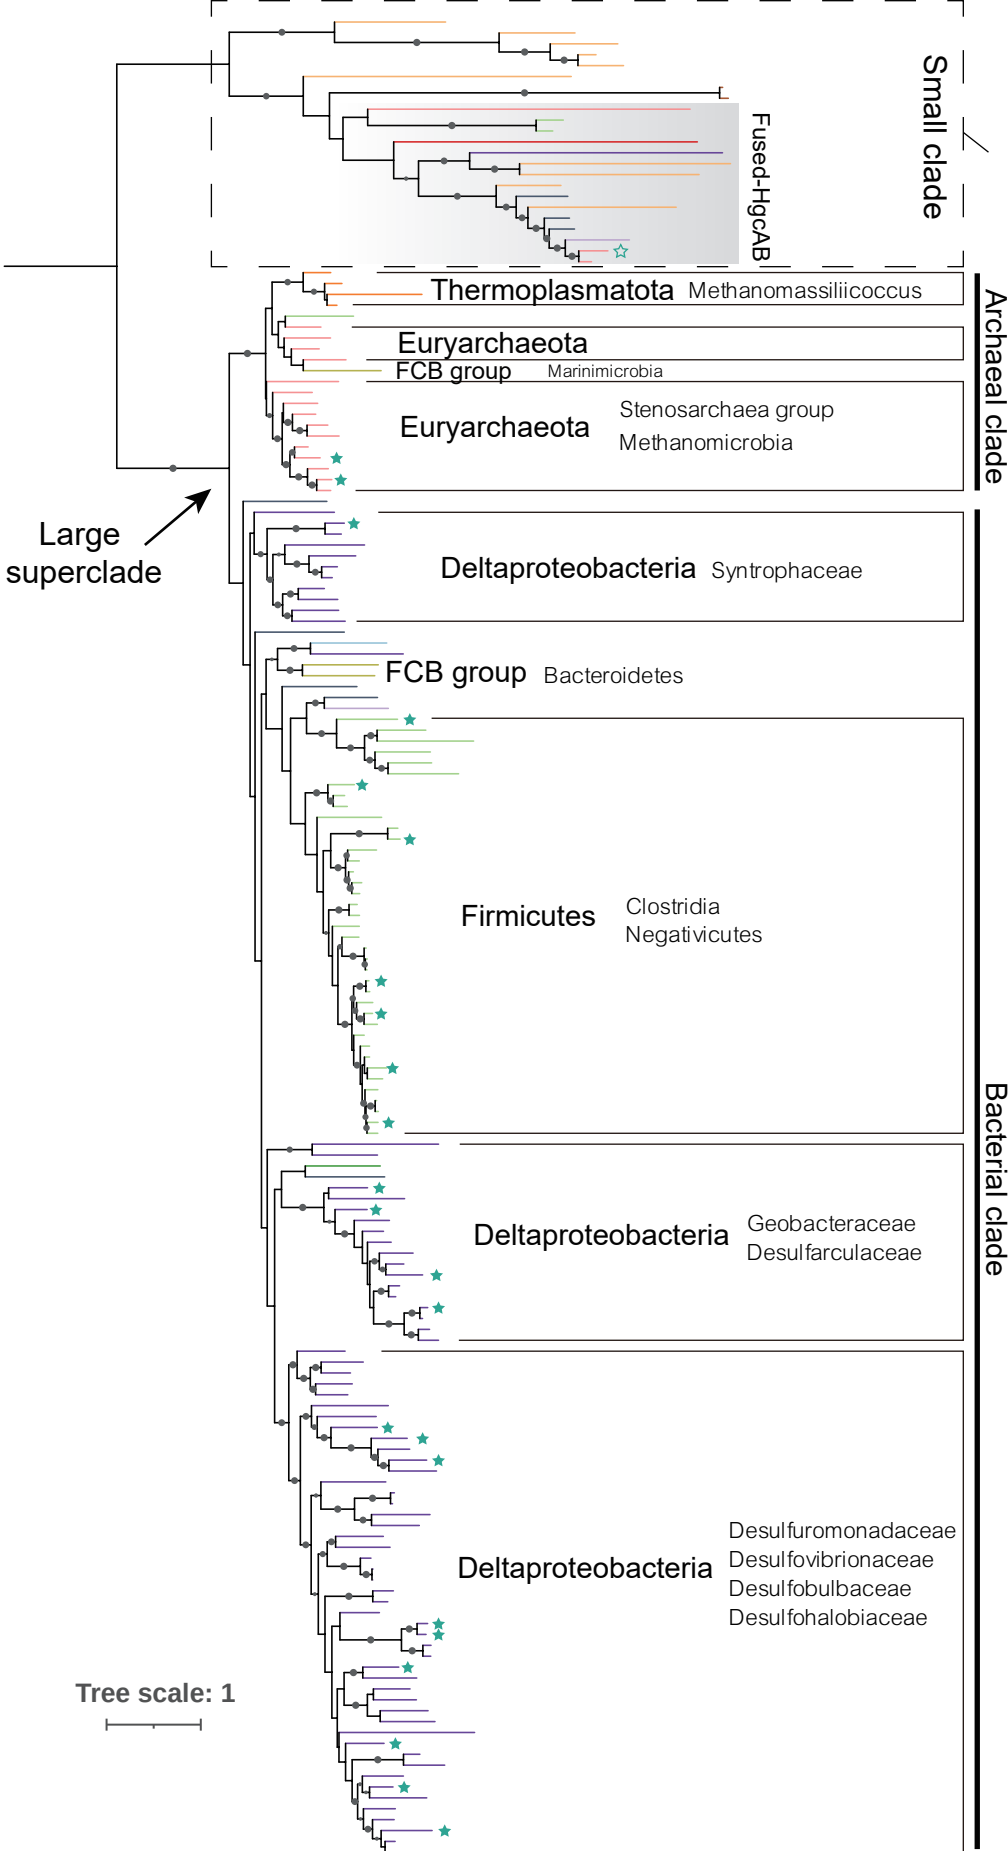 Small clade
Fused-HgcAB
Thermoplasmatota Methanomassiliicoccus
Euryarchaeota
FCB group Marinimicrobia
Euryarchaeota
Stenosarchaea group
Methanomicrobia
Archaeal clade
Large
superclade
Deltaproteobacteria Syntrophaceae
FCB group Bacteroidetes
Firmicutes
Clostridia
Negativicutes
Bacterial clade
Deltaproteobacteria
Geobacteraceae
Desulfarculaceae
Deltaproteobacteria
Desulfuromonadaceae
Desulfovibrionaceae
Desulfobulbaceae
Desulfohalobiaceae
Tree scale: 1